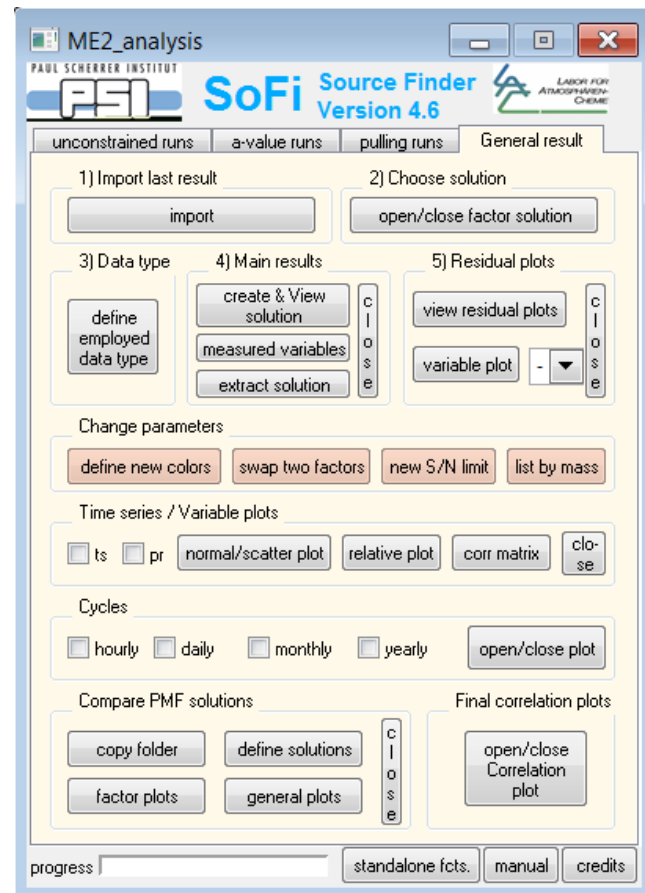 ME2_analysis
PAUL SCHERRER INSTITUT
PSI
SoFi
Source Finder
Version 4.6
LABOR FÜR
ATMOSPHÄREN-
CHEMIE
unconstrained runs a-value runs pulling runs General result
1) Import last result 2) Choose solution
import open/close factor solution
3) Data type 4) Main results 5) Residual plots
define
employed
data type
create & View
solution
measured variables
extract solution
close
view residual plots
variable plot -
close
Change parameters
define new colors swap two factors new S/N limit list by mass
Time series / Variable plots
ts pr normal/scatter plot relative plot corr matrix clo-
se
Cycles
hourly daily monthly yearly open/close plot
Compare PMF solutions Final correlation plots
copy folder define solutions
factor plots general plots
close
open/close
Correlation
plot
progress standalone fcts. manual credits